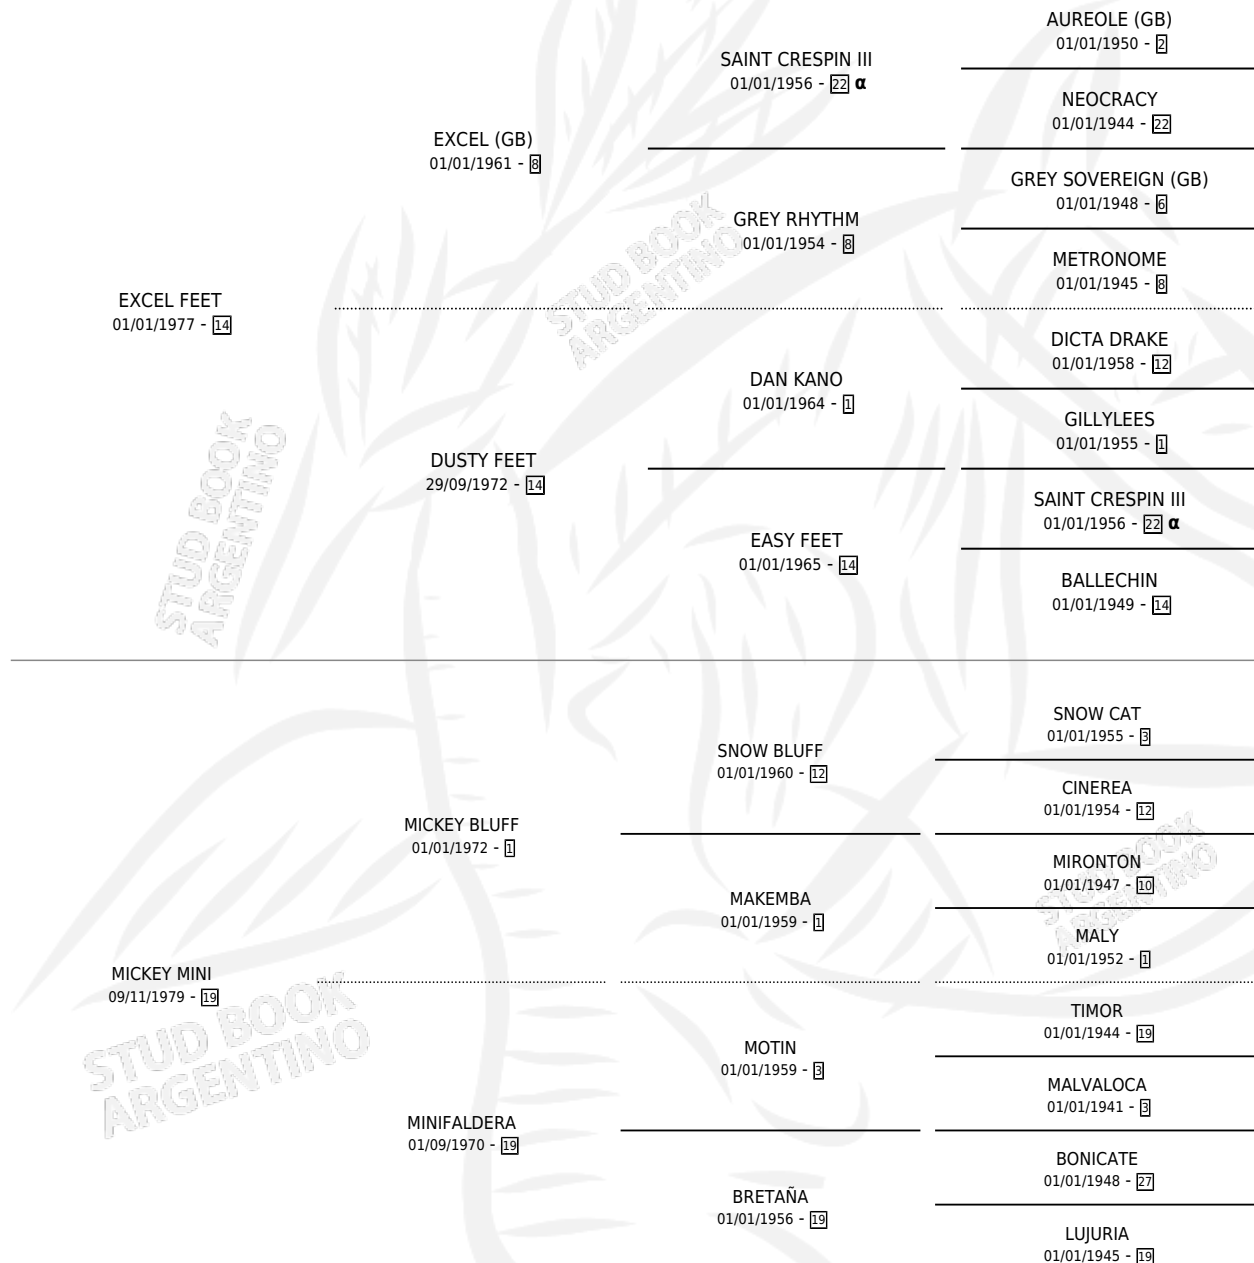 AUREOLE (GB)
01/01/1950 - 2
SAINT CRESPIN III
01/01/1956 - 22 α
NEOCRACY
01/01/1944 - 22
EXCEL (GB)
01/01/1961 - 8
GREY SOVEREIGN (GB)
01/01/1948 - 6
GREY RHYTHM
01/01/1954 - 8
METRONOME
01/01/1945 - 8
EXCEL FEET
01/01/1977 - 14
DICTA DRAKE
01/01/1958 - 12
DAN KANO
01/01/1964 - 1
GILLYLEES
01/01/1955 - 1
DUSTY FEET
29/09/1972 - 14
SAINT CRESPIN III
01/01/1956 - 22 α
EASY FEET
01/01/1965 - 14
BALLECHIN
01/01/1949 - 14
STUD BOOK
ARGENTINO
STUD BOOK
ARGENTINO
SNOW CAT
01/01/1955 - 3
SNOW BLUFF
01/01/1960 - 12
CINEREA
01/01/1954 - 12
MICKEY BLUFF
01/01/1972 - 1
MIRONTON
01/01/1947 - 10
MAKEMBA
01/01/1959 - 1
MALY
01/01/1952 - 1
STUD BOOK
ARGENTINO
MICKEY MINI
09/11/1979 - 19
STUD BOOK
ARGENTINO
TIMOR
01/01/1944 - 19
MOTIN
01/01/1959 - 3
MALVALOCA
01/01/1941 - 3
MINIFALDERA
01/09/1970 - 19
BONICATE
01/01/1948 - 27
BRETAÑA
01/01/1956 - 19
LUJURIA
01/01/1945 - 19